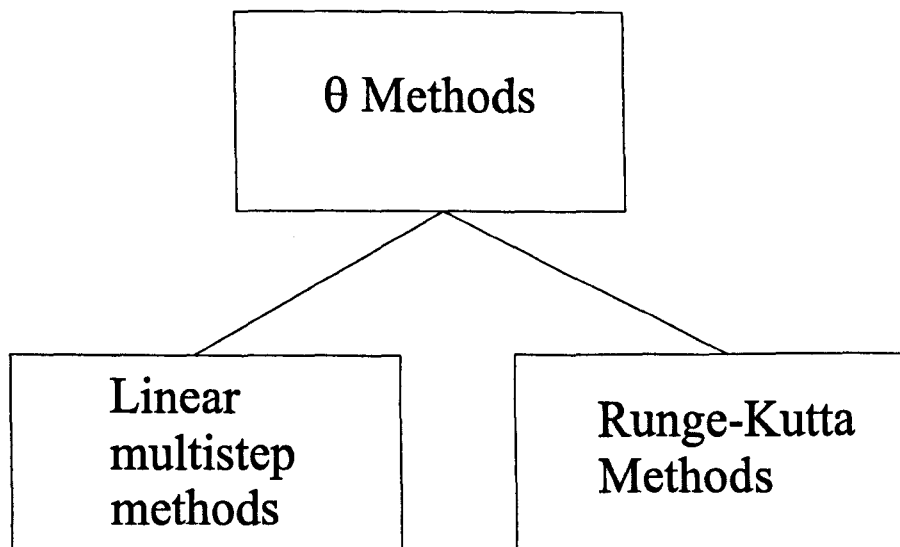 θ Methods
Linear
multistep
methods
Runge-Kutta
Methods